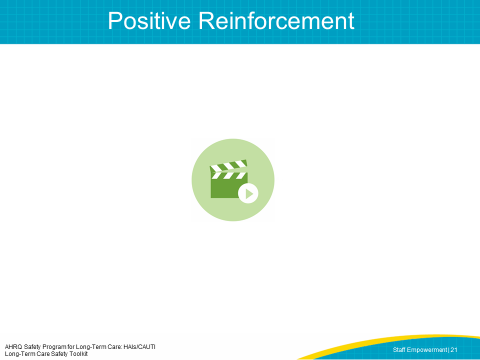 Positive Reinforcement
AHRQ Safety Program for Long-Term Care: HAIs/CAUTI
Long-Term Care Safety Toolkit
Staff Empowerment| 21